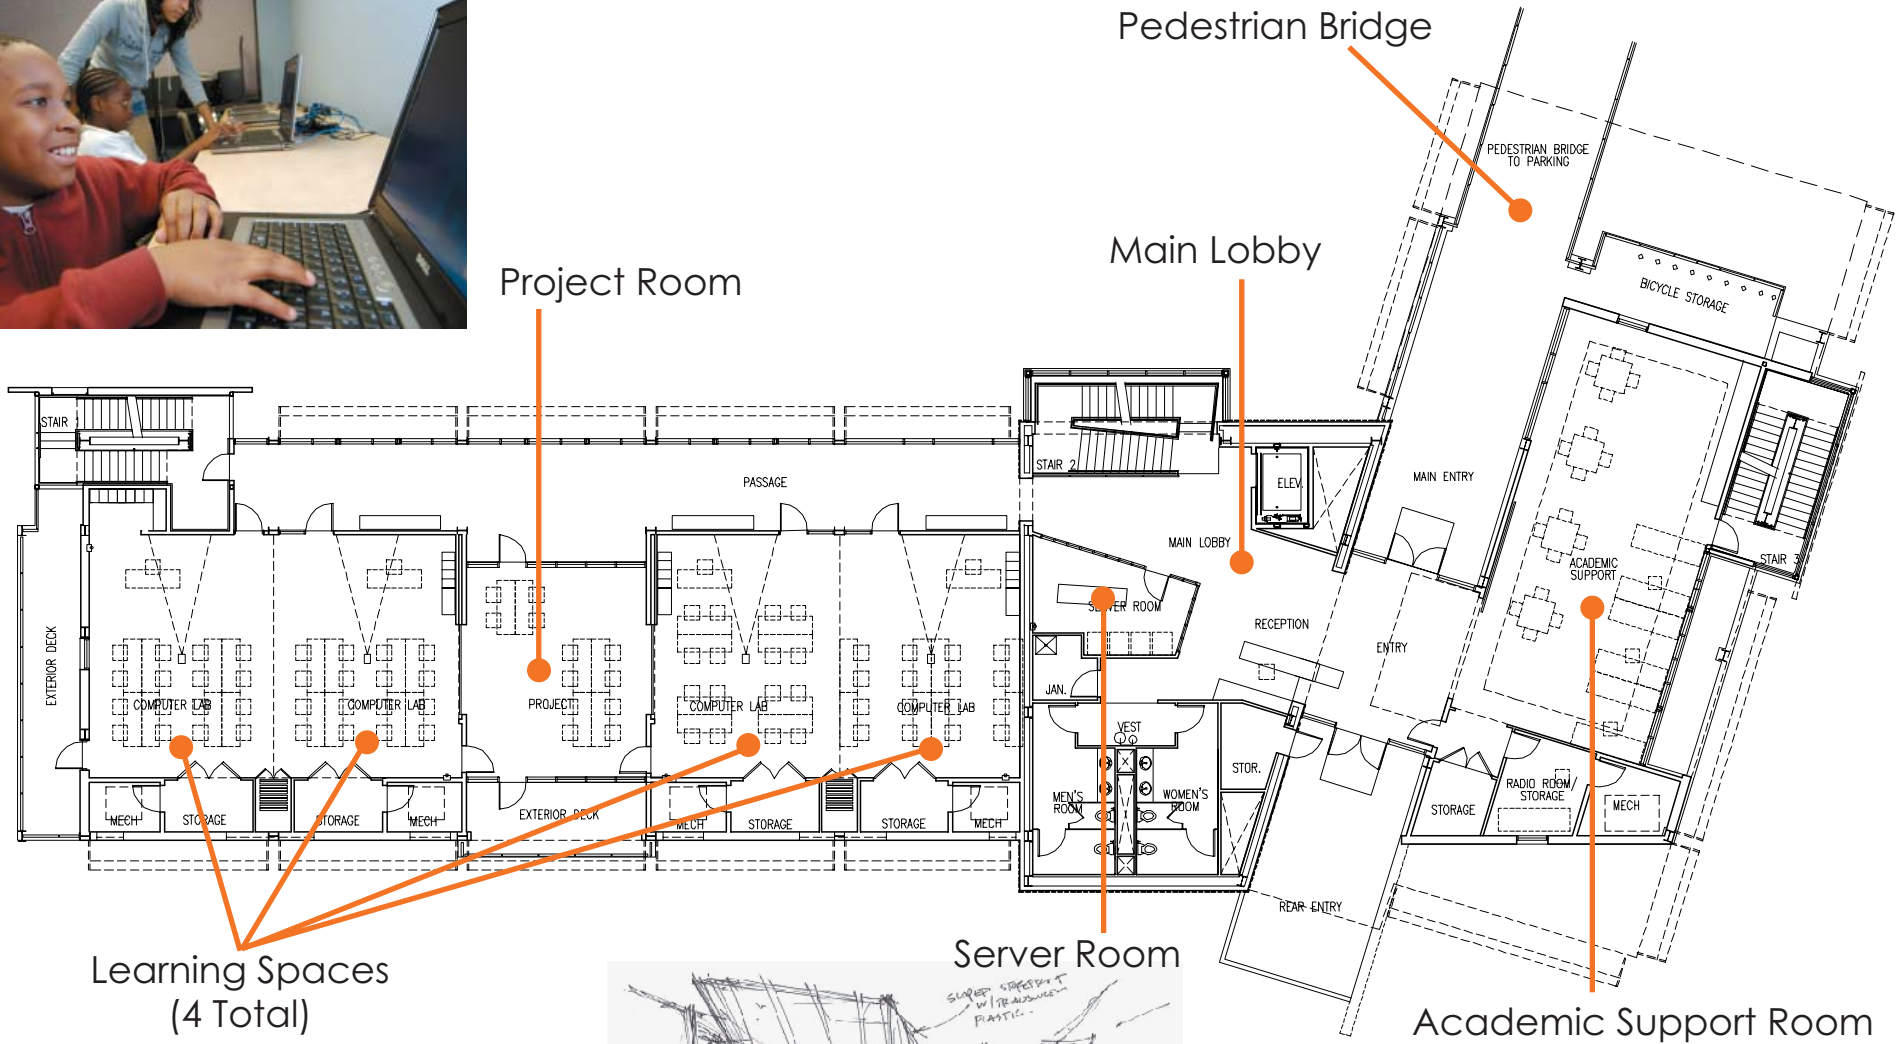 Pedestrian Bridge
PEDESTRIAN BRIDGE
TO PARKING
Main Lobby
Project Room
BICYCLE STORAGE
STAIR
STAIR 2
ELEV.
PASSAGE
MAIN ENTRY
MAIN LOBBY
STAIR 3
ACADEMIC
SUPPORT
SERVER ROOM
RECEPTION
ENTRY
EXTERIOR DECK
JAN.
COMPUTER LAB
COMPUTER LAB
PROJECT
COMPUTER LAB
COMPUTER LAB
VEST
STOR.
MEN'S
ROOM
WOMEN'S
ROOM
RADIO ROOM/
STORAGE
STORAGE
MECH
MECH
STORAGE
STORAGE
MECH
EXTERIOR DECK
MECH
STORAGE
STORAGE
MECH
REAR ENTRY
Learning Spaces
(4 Total)
Server Room
Academic Support Room
PLASTIC.